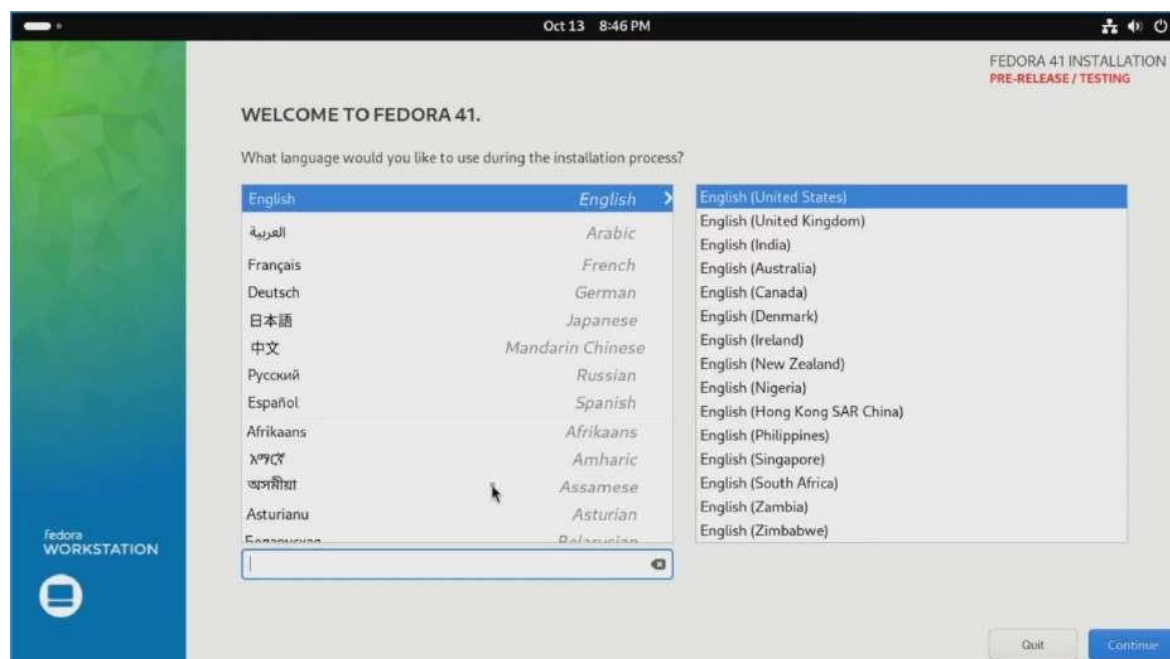 Oct 13 8:46 PM
FEDORA 41 INSTALLATION
PRE-RELEASE / TESTING
WELCOME TO FEDORA 41.
What language would you like to use during the installation process?
English English
العربية Arabic
Français French
Deutsch German
日本語 Japanese
中文 Mandarin Chinese
Русский Russian
Español Spanish
Afrikaans Afrikaans
አማርኛ Amharic
অসমীয়া Assamese
Asturianu Asturian
Беларуская Belarusian
English (United States)
English (United Kingdom)
English (India)
English (Australia)
English (Canada)
English (Denmark)
English (Ireland)
English (New Zealand)
English (Nigeria)
English (Hong Kong SAR China)
English (Philippines)
English (Singapore)
English (South Africa)
English (Zambia)
English (Zimbabwe)
fedora
WORKSTATION
Quit Continue